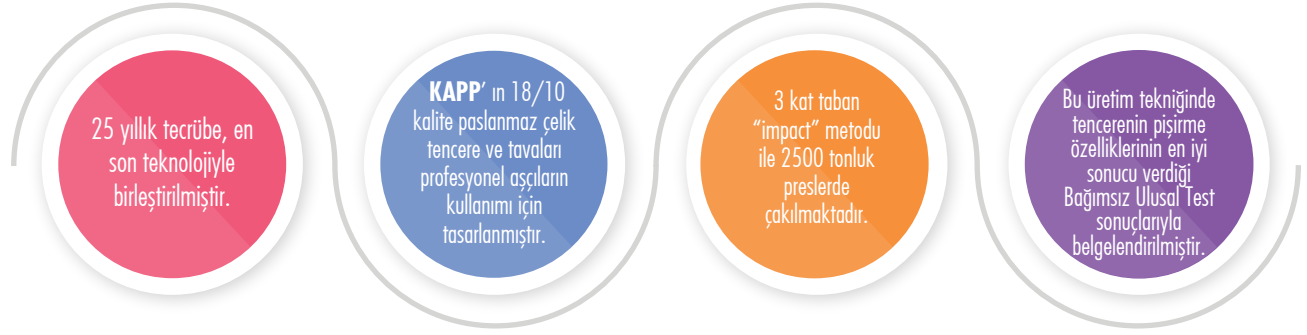 25 yıllık tecrübe, en
son teknolojiyle
birleştirilmiştir.
KAPP’ ın 18/10
kalite paslanmaz çelik
tencere ve tavaları
profesyonel aşçıların
kullanımı için
tasarlanmıştır.
3 kat taban
“impact” metodu
ile 2500 tonluk
preslerde
çakılmaktadır.
Bu üretim tekniğinde
tencerenin pişirme
özelliklerinin en iyi
sonucu verdiği
Bağımsız Ulusal Test
sonuçlarıyla
belgelendirilmiştir.